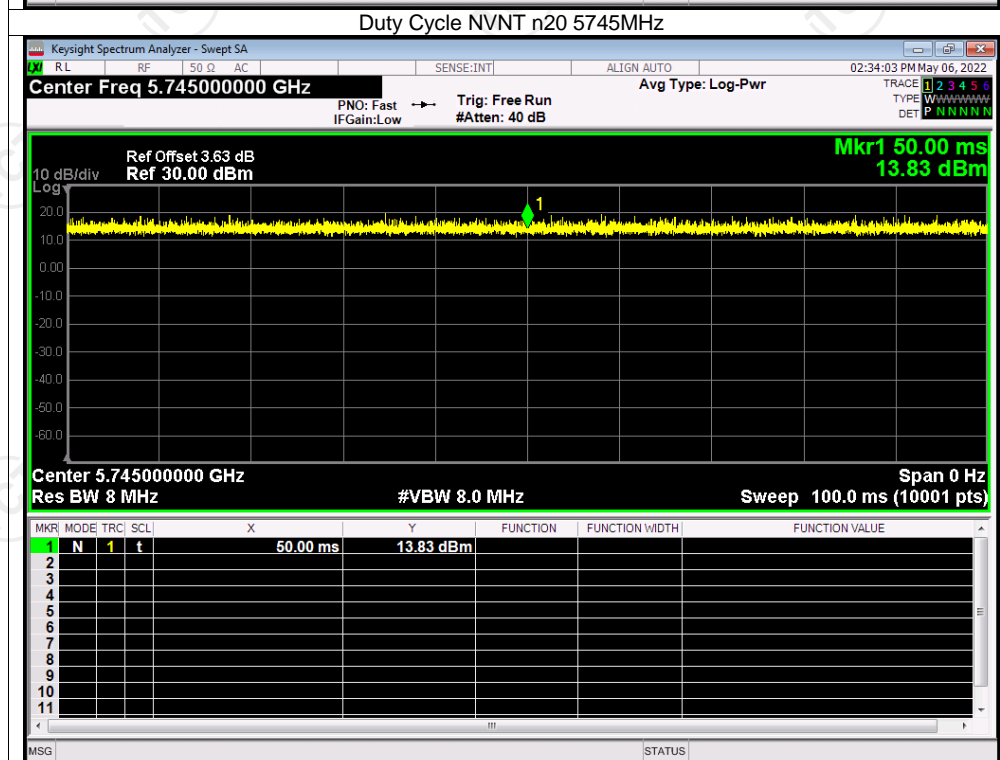 Duty Cycle NVNT n20 5745MHz
Keysight Spectrum Analyzer - Swept SA
LXI RL RF 50 Ω AC SENSE:INT ALIGN AUTO 02:34:03 PM May 06, 2022
Center Freq 5.745000000 GHz Avg Type: Log-Pwr TRACE 1 2 3 4 5 6
PNO: Fast Trig: Free Run TYPE WWWWWW
IFGain:Low #Atten: 40 dB DET P N N N N N
Mkr1 50.00 ms
Ref Offset 3.63 dB 13.83 dBm
10 dB/div Ref 30.00 dBm
Log
1
20.0
10.0
0.00
-10.0
-20.0
-30.0
-40.0
-50.0
-60.0
Center 5.745000000 GHz Span 0 Hz
Res BW 8 MHz #VBW 8.0 MHz Sweep 100.0 ms (10001 pts)
MKR MODE TRC SCL X Y FUNCTION FUNCTION WIDTH FUNCTION VALUE
1 N 1 t 50.00 ms 13.83 dBm
2
3
4
5
6
7
8
9
10
11
MSG STATUS